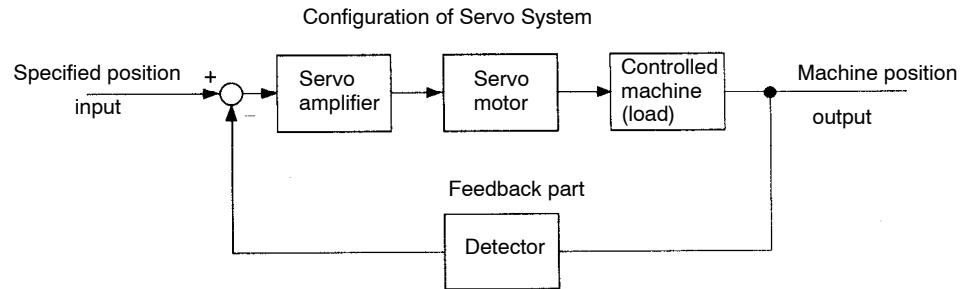 Configuration of Servo System
Specified position
input
+
−
Servo
amplifier
Servo
motor
Controlled
machine
(load)
Machine position
output
Feedback part
Detector